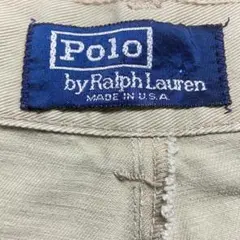 Polo
by Ralph Lauren
MADE IN U.S.A.